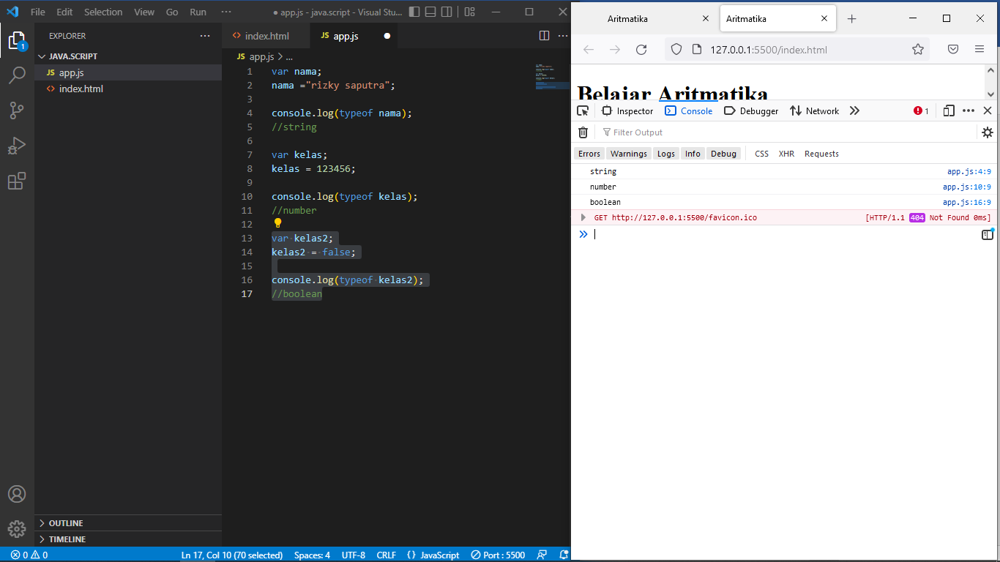 File Edit Selection View Go Run ··· ● app.js - java.script - Visual Stu...
EXPLORER ···
1
JAVA.SCRIPT
JS app.js
<> index.html
OUTLINE
TIMELINE
<> index.html JS app.js ●
JS app.js > ...
1 var nama;
2 nama ="rizky saputra";
3
4 console.log(typeof nama);
5 //string
6
7 var kelas;
8 kelas = 123456;
9
10 console.log(typeof kelas);
11 //number
12
13 var kelas2;
14 kelas2 = false;
15
16 console.log(typeof kelas2);
17 //boolean
0 0 Ln 17, Col 10 (70 selected) Spaces: 4 UTF-8 CRLF {} JavaScript Port : 5500
Aritmatika Aritmatika
127.0.0.1:5500/index.html
Belajar Aritmatika
Inspector Console Debugger Network 1
Filter Output
Errors Warnings Logs Info Debug CSS XHR Requests
string app.js:4:9
number app.js:10:9
boolean app.js:16:9
GET http://127.0.0.1:5500/favicon.ico [HTTP/1.1 404 Not Found 0ms]